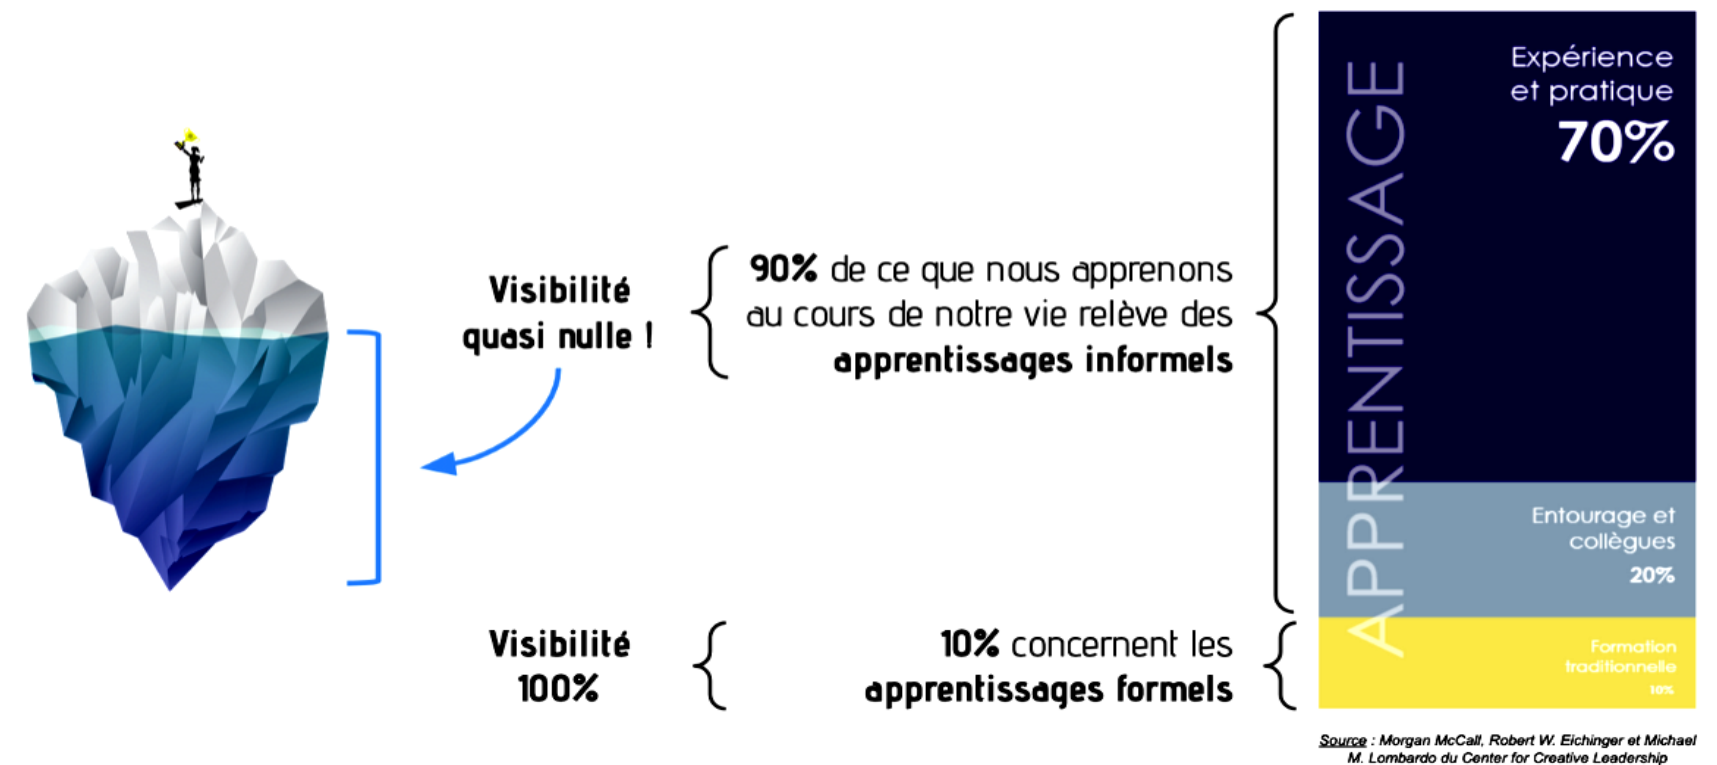 Visibilité
quasi nulle !
90% de ce que nous apprenons
au cours de notre vie relève des
apprentissages informels
Visibilité
100%
10% concernent les
apprentissages formels
APPRENTISSAGE
Expérience
et pratique
70%
Entourage et
collègues
20%
Formation
traditionnelle
10%
Source : Morgan McCall, Robert W. Eichinger et Michael
M. Lombardo du Center for Creative Leadership